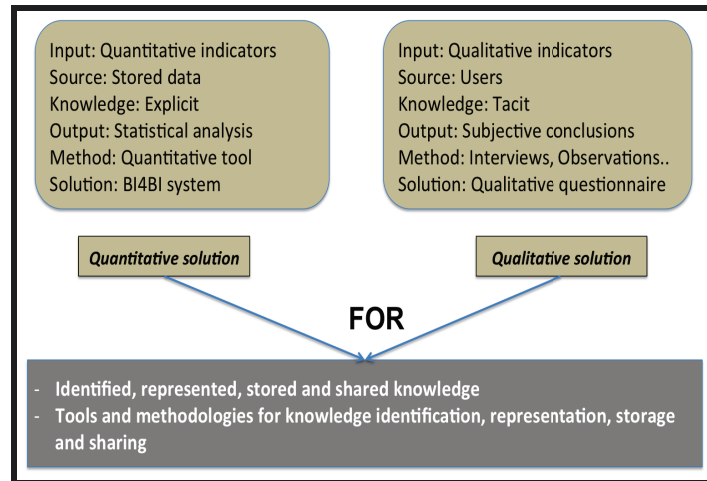 Input: Quantitative indicators
Source: Stored data
Knowledge: Explicit
Output: Statistical analysis
Method: Quantitative tool
Solution: BI4BI system
Input: Qualitative indicators
Source: Users
Knowledge: Tacit
Output: Subjective conclusions
Method: Interviews, Observations..
Solution: Qualitative questionnaire
Quantitative solution
Qualitative solution
FOR
- Identified, represented, stored and shared knowledge
- Tools and methodologies for knowledge identification, representation, storage
and sharing